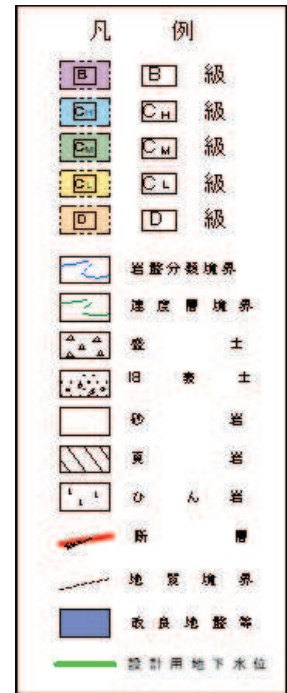 凡 例
B B 級
CH CH 級
CM CM 級
CL CL 級
D D 級
岩盤分類境界
速度層境界
盛 土
旧 表 土
砂 岩
頁 岩
ひ ん 岩
断 層
地 質 境 界
改良地盤等
設計用地下水位